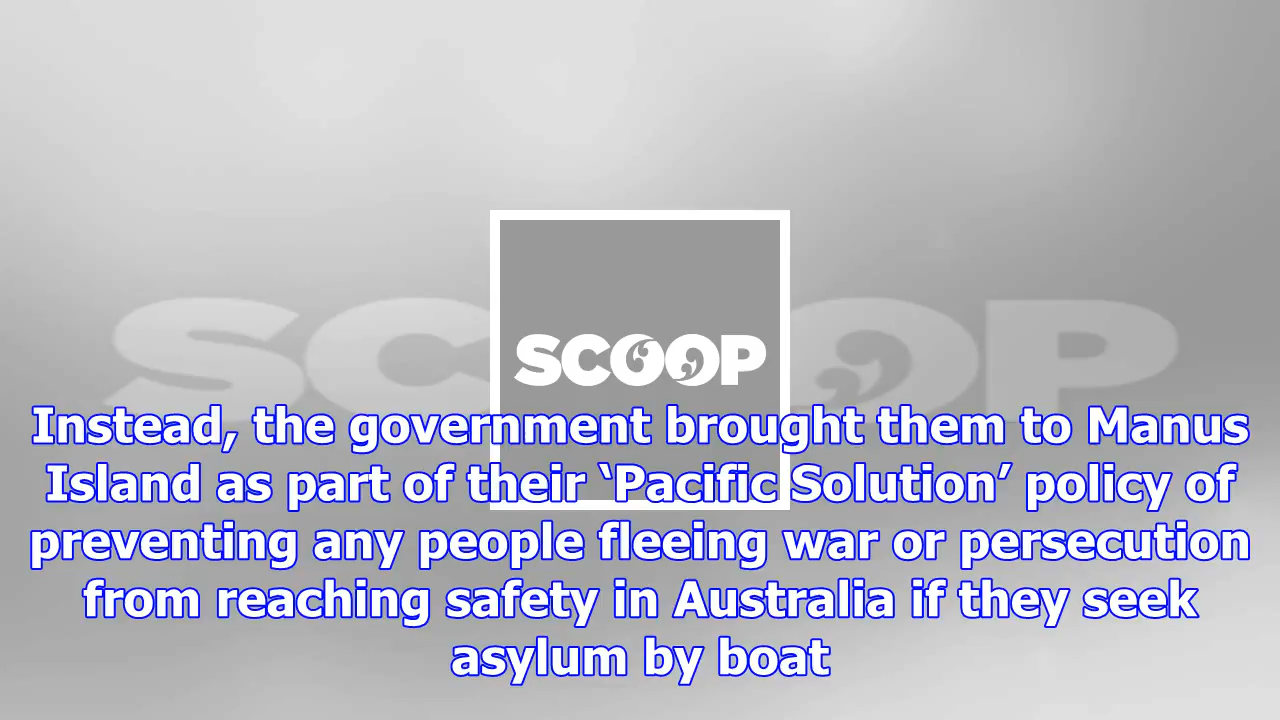 SCOOP
SCOOP
Instead, the government brought them to Manus
Island as part of their ‘Pacific Solution’ policy of
preventing any people fleeing war or persecution
from reaching safety in Australia if they seek
asylum by boat